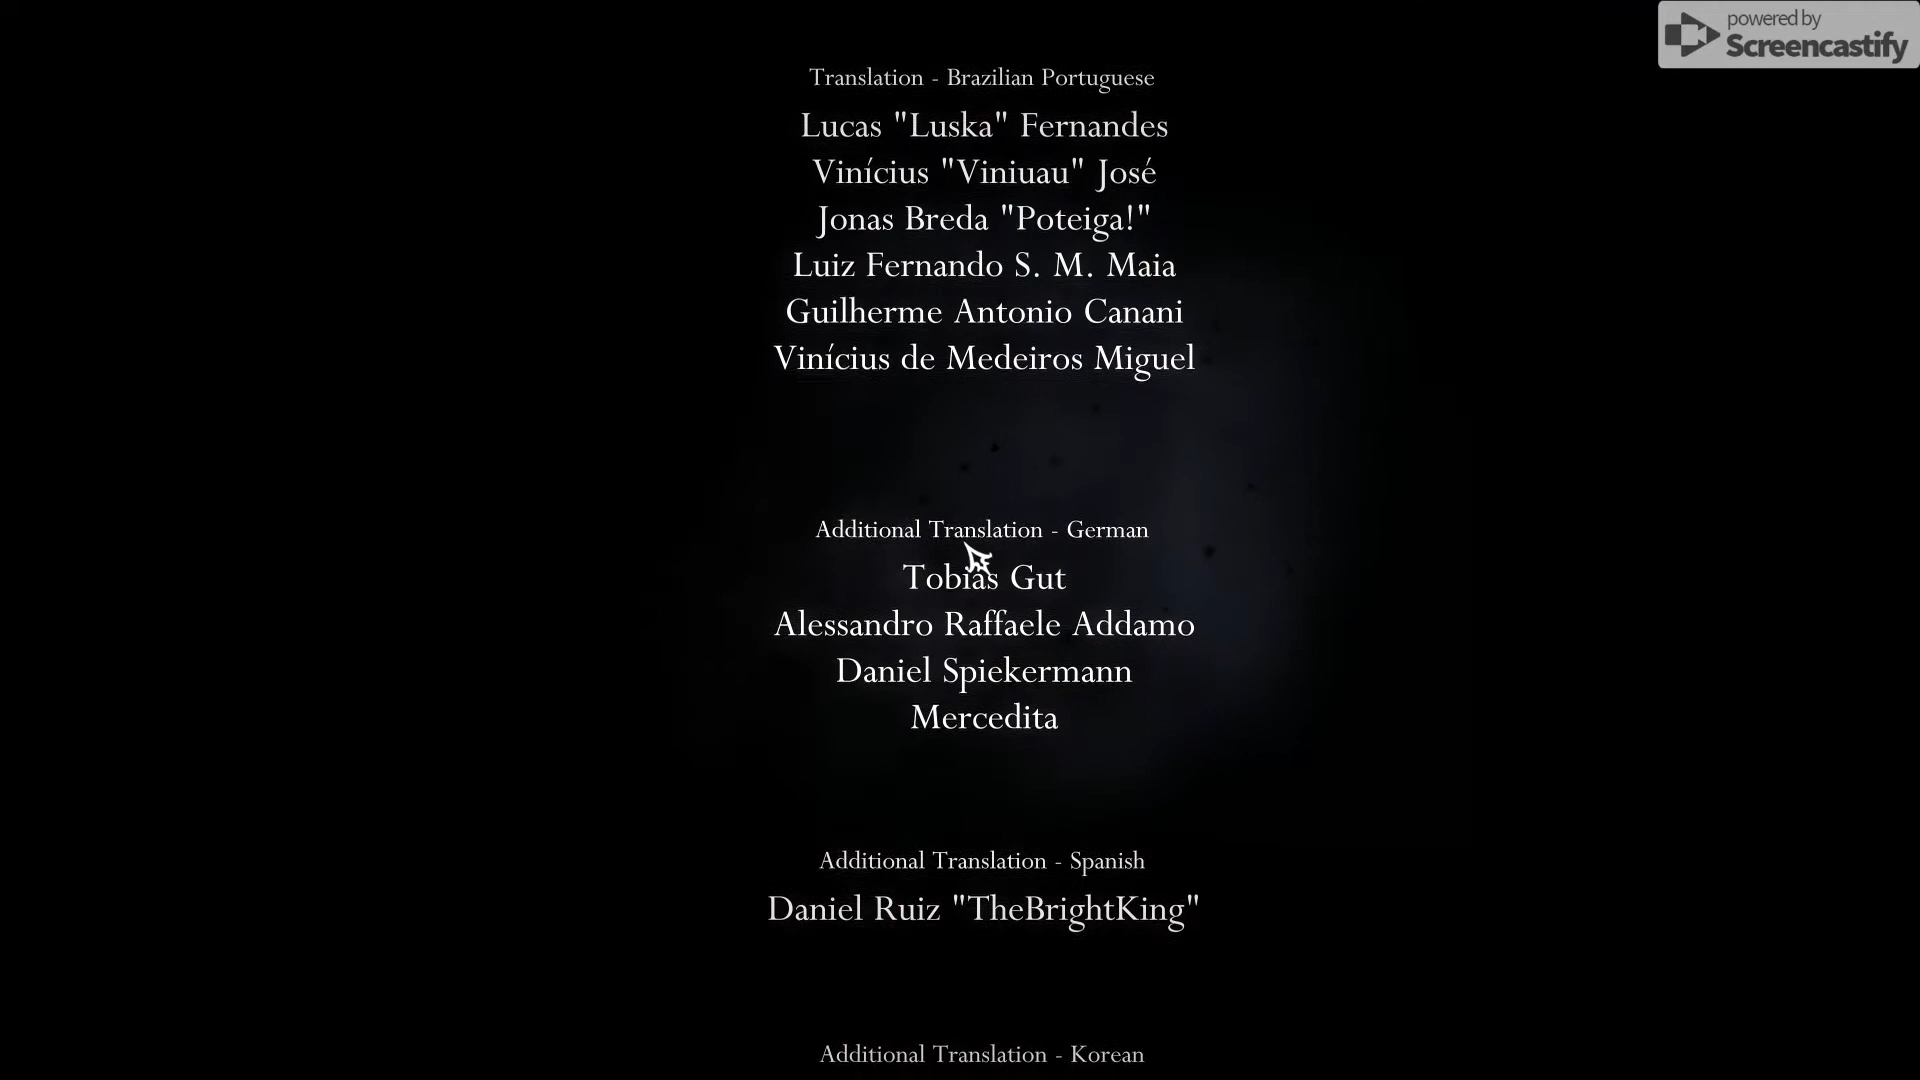 powered by
Screencastify
Translation - Brazilian Portuguese
Lucas "Luska" Fernandes
Vinícius "Viniuau" José
Jonas Breda "Poteiga!"
Luiz Fernando S. M. Maia
Guilherme Antonio Canani
Vinícius de Medeiros Miguel
Additional Translation - German
Tobias Gut
Alessandro Raffaele Addamo
Daniel Spiekermann
Mercedita
Additional Translation - Spanish
Daniel Ruiz "TheBrightKing"
Additional Translation - Korean